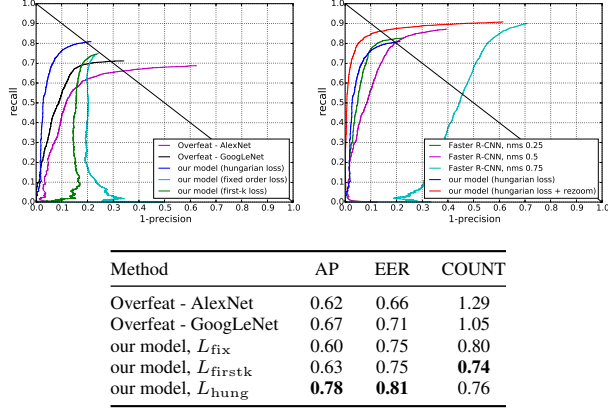 1.0
0.9
0.8
0.7
0.6
0.5
0.4
0.3
0.2
0.1
0.0
recall
0.0 0.1 0.2 0.3 0.4 0.5 0.6 0.7 0.8 0.9 1.0
1-precision
Overfeat - AlexNet
Overfeat - GoogLeNet
our model (hungarian loss)
our model (fixed order loss)
our model (first-k loss)
1.0
0.9
0.8
0.7
0.6
0.5
0.4
0.3
0.2
0.1
0.0
recall
0.0 0.1 0.2 0.3 0.4 0.5 0.6 0.7 0.8 0.9 1.0
1-precision
Faster R-CNN, nms 0.25
Faster R-CNN, nms 0.5
Faster R-CNN, nms 0.75
our model (hungarian loss)
our model (hungarian loss + rezoom)
Method AP EER COUNT
Overfeat - AlexNet 0.62 0.66 1.29
Overfeat - GoogLeNet 0.67 0.71 1.05
our model, L_fix 0.60 0.75 0.80
our model, L_firstk 0.63 0.75 0.74
our model, L_hung 0.78 0.81 0.76